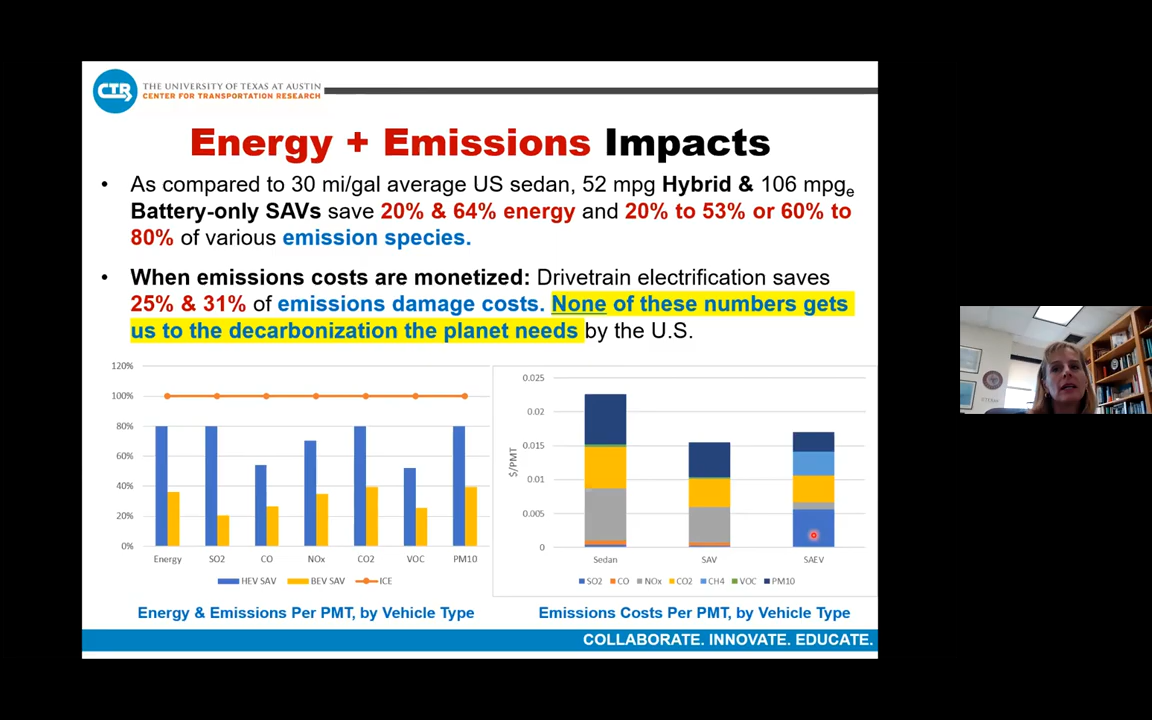 CTR
THE UNIVERSITY OF TEXAS AT AUSTIN
CENTER FOR TRANSPORTATION RESEARCH
Energy + Emissions Impacts
• As compared to 30 mi/gal average US sedan, 52 mpg Hybrid & 106 mpge
Battery-only SAVs save 20% & 64% energy and 20% to 53% or 60% to
80% of various emission species.
• When emissions costs are monetized: Drivetrain electrification saves
25% & 31% of emissions damage costs. None of these numbers gets
us to the decarbonization the planet needs by the U.S.
120%
100%
80%
60%
40%
20%
0%
Energy SO2 CO NOx CO2 VOC PM10
HEV SAV BEV SAV ICE
Energy & Emissions Per PMT, by Vehicle Type
$/PMT
0.025
0.02
0.015
0.01
0.005
0
Sedan SAV SAEV
SO2 CO NOx CO2 CH4 VOC PM10
Emissions Costs Per PMT, by Vehicle Type
COLLABORATE. INNOVATE. EDUCATE.